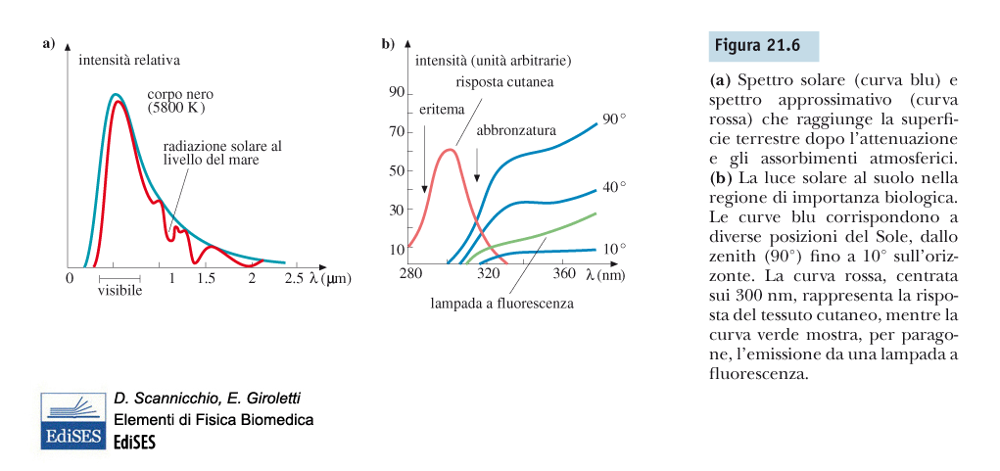 a)
intensità relativa
corpo nero
(5800 K)
radiazione solare al
livello del mare
0
1
1.5
2
2.5
λ (μm)
visibile
b)
intensità (unità arbitrarie)
risposta cutanea
eritema
abbronzatura
90
70
50
30
10
90°
40°
10°
280
320
360
λ (nm)
lampada a fluorescenza
Figura 21.6
(a) Spettro solare (curva blu) e
spettro approssimativo (curva
rossa) che raggiunge la superfi-
cie terrestre dopo l'attenuazione
e gli assorbimenti atmosferici.
(b) La luce solare al suolo nella
regione di importanza biologica.
Le curve blu corrispondono a
diverse posizioni del Sole, dallo
zenith (90°) fino a 10° sull'oriz-
zonte. La curva rossa, centrata
sui 300 nm, rappresenta la rispo-
sta del tessuto cutaneo, mentre la
curva verde mostra, per parago-
ne, l'emissione da una lampada a
fluorescenza.
EdiSES
D. Scannicchio, E. Giroletti
Elementi di Fisica Biomedica
EdiSES